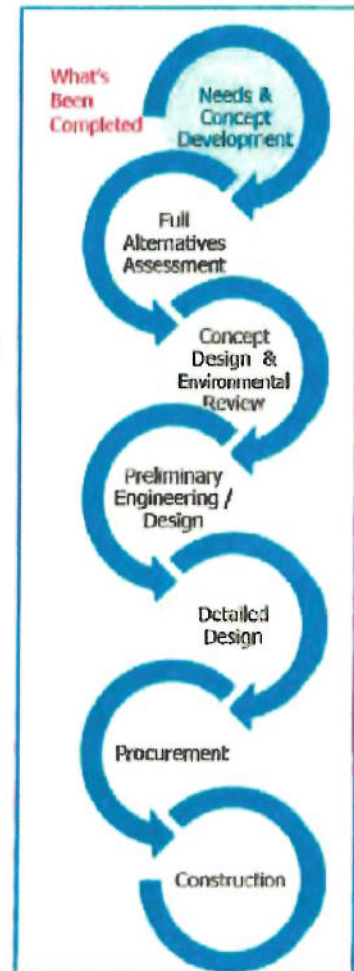 What's
Been
Completed
Needs &
Concept
Development
Full
Alternatives
Assessment
Concept
Design &
Environmental
Review
Preliminary
Engineering /
Design
Detailed
Design
Procurement
Construction